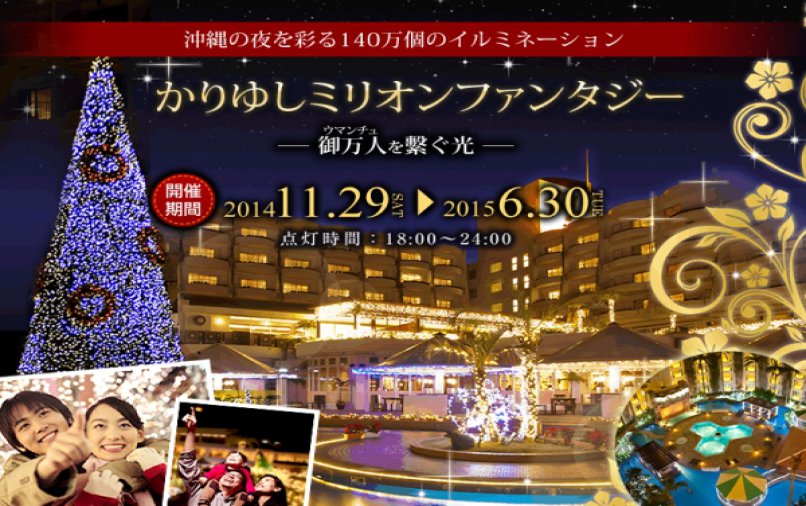 沖縄の夜を彩る140万個のイルミネーション
かりゆしミリオンファンタジー
ウマンチュ
― 御万人を繋ぐ光 ―
開催
期間
2014 11.29 SAT ▶ 2015 6.30 TUE
点灯時間：18:00～24:00